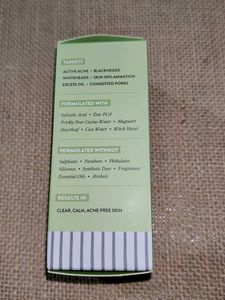 TARGETS
ACTIVE ACNE • BLACKHEADS
WHITEHEADS • SKIN INFLAMMATION
EXCESS OIL • CONGESTED PORES
FORMULATED WITH
Salicylic Acid • Zinc PCA
Prickly Pear Cactus Water • Mugwort
Heartleaf • Cica Water • Witch Hazel
FORMULATED WITHOUT
Sulphates • Parabens • Phthalates
Silicones • Synthetic Dyes • Fragrances
Essential Oils • Alcohols
RESULTS IN
CLEAR, CALM, ACNE-FREE SKIN